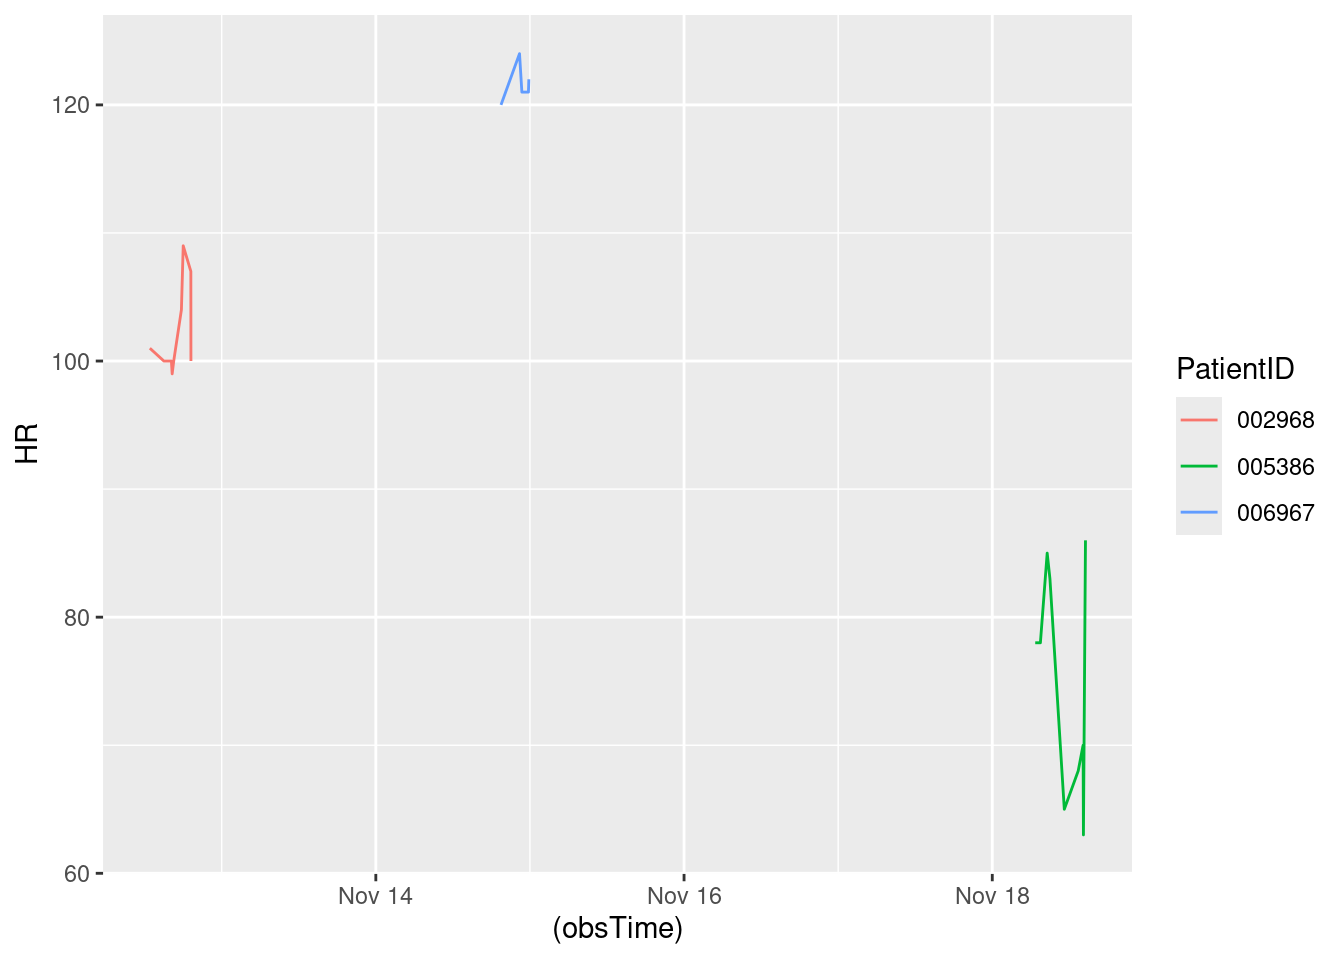 120
100
80
60
HR
Nov 14
Nov 16
Nov 18
(obsTime)
PatientID
002968
005386
006967